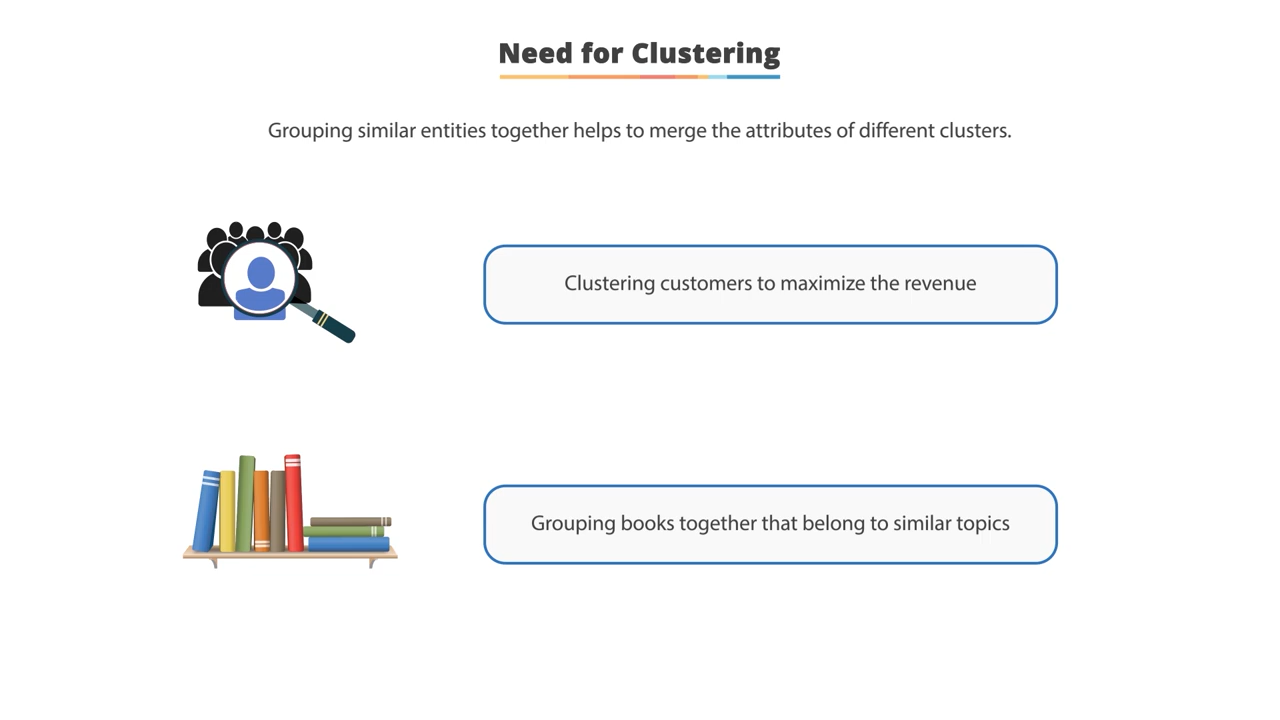 Need for Clustering
Grouping similar entities together helps to merge the attributes of different clusters.
Clustering customers to maximize the revenue
Grouping books together that belong to similar topics